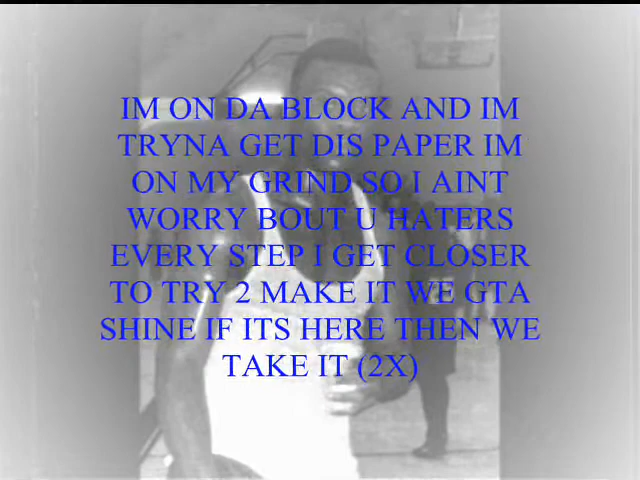 IM ON DA BLOCK AND IM
TRYNA GET DIS PAPER IM
ON MY GRIND SO I AINT
WORRY BOUT U HATERS
EVERY STEP I GET CLOSER
TO TRY 2 MAKE IT WE GTA
SHINE IF ITS HERE THEN WE
TAKE IT (2X)